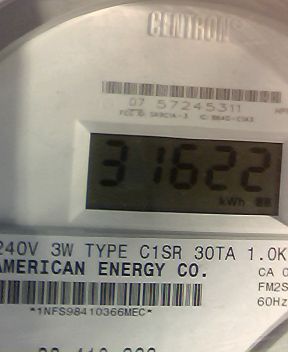 CENTRON®
07 57245311
31622
kWh
240V 3W TYPE C1SR 30TA 1.0K
AMERICAN ENERGY CO.
CA 0
FM2S
60Hz
*1NFS98410366MEC*